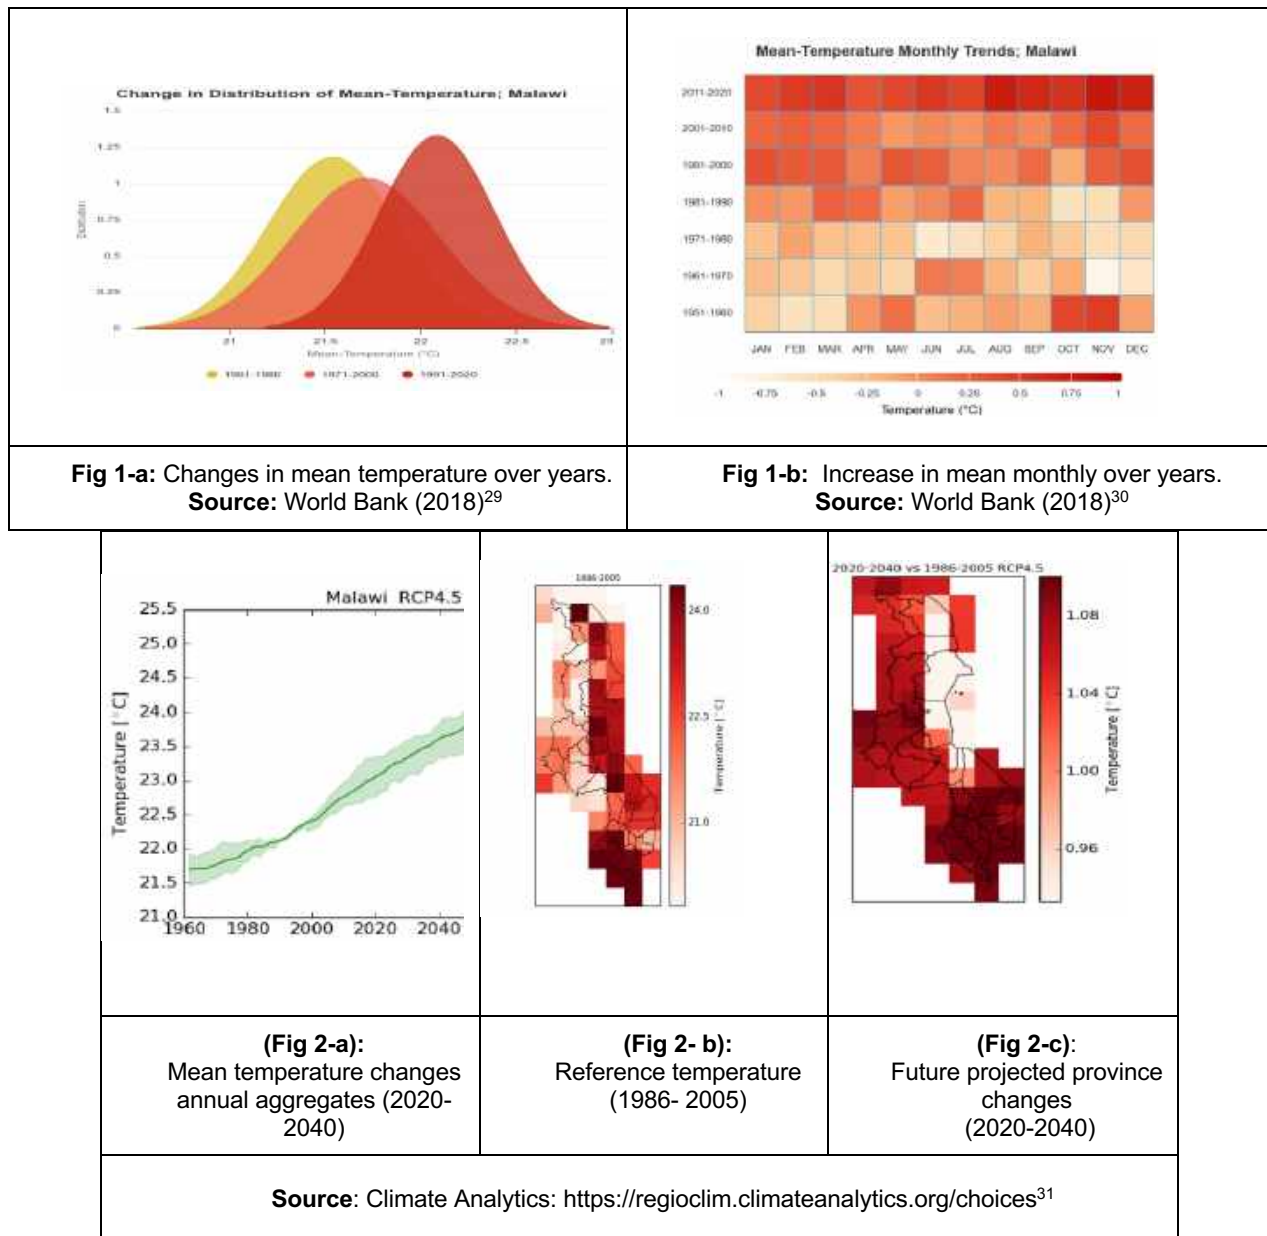 Change in Distribution of Mean-Temperature; Malawi
1.5
1.25
1
0.75
0.5
0.25
0
21
21.5
22
22.5
23
Mean-Temperature (°C)
1971-2000
1991-2020
Mean-Temperature Monthly Trends; Malawi
2011-2020
2001-2010
1991-2000
1981-1990
1971-1980
1961-1970
1951-1960
JAN FEB MAR APR MAY JUN JUL AUG SEP OCT NOV DEC
-1 -0.75 -0.5 -0.25 0 0.25 0.5 0.75 1
Temperature (°C)
Fig 1-a: Changes in mean temperature over years.
Source: World Bank (2018)29
Fig 1-b: Increase in mean monthly over years.
Source: World Bank (2018)30
Malawi RCP4.5
25.5
25.0
24.5
24.0
23.5
23.0
22.5
22.0
21.5
21.0
Temperature [°C]
1960 1980 2000 2020 2040
1986-2005
24.0
22.5
21.0
Temperature [°C]
2020-2040 vs 1986-2005 RCP4.5
1.08
1.04
1.00
0.96
Temperature [°C]
(Fig 2-a):
Mean temperature changes
annual aggregates (2020-
2040)
(Fig 2- b):
Reference temperature
(1986- 2005)
(Fig 2-c):
Future projected province
changes
(2020-2040)
Source: Climate Analytics: https://regioclim.climateanalytics.org/choices31